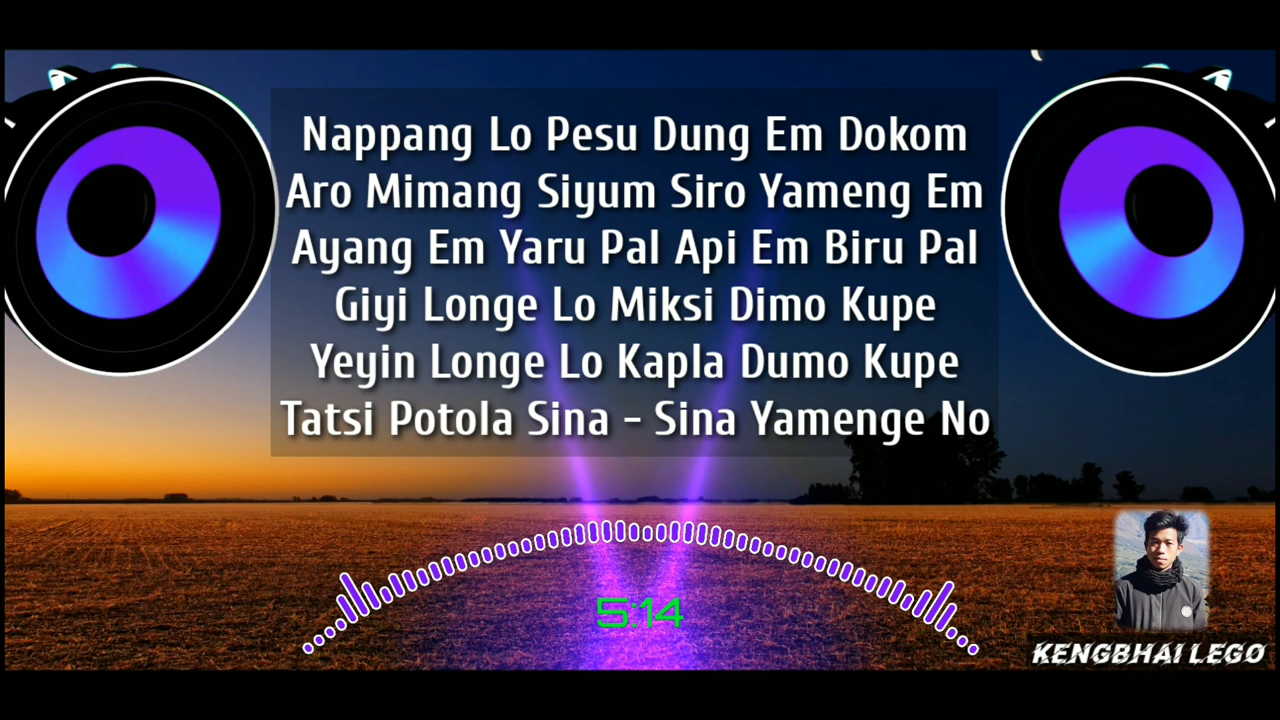 Nappang Lo Pesu Dung Em Dokom
Aro Mimang Siyum Siro Yameng Em
Ayang Em Yaru Pal Api Em Biru Pal
Giyi Longe Lo Miksi Dimo Kupe
Yeyin Longe Lo Kapla Dumo Kupe
Tatsi Potola Sina - Sina Yamenge No
5:14
KENGBHAI LEGO